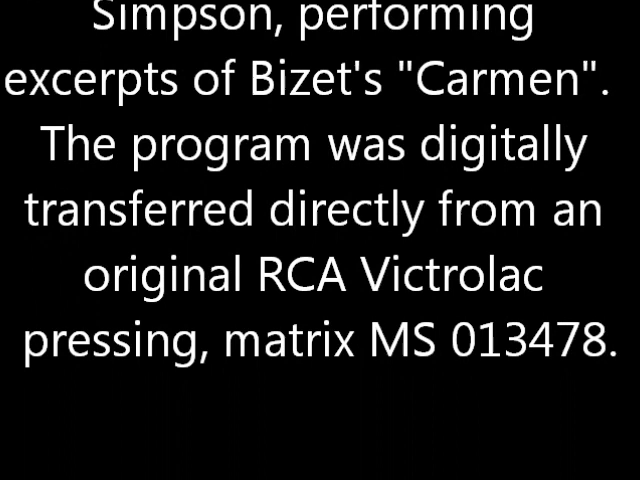 Simpson, performing
excerpts of Bizet's "Carmen".
The program was digitally
transferred directly from an
original RCA Victrolac
pressing, matrix MS 013478.